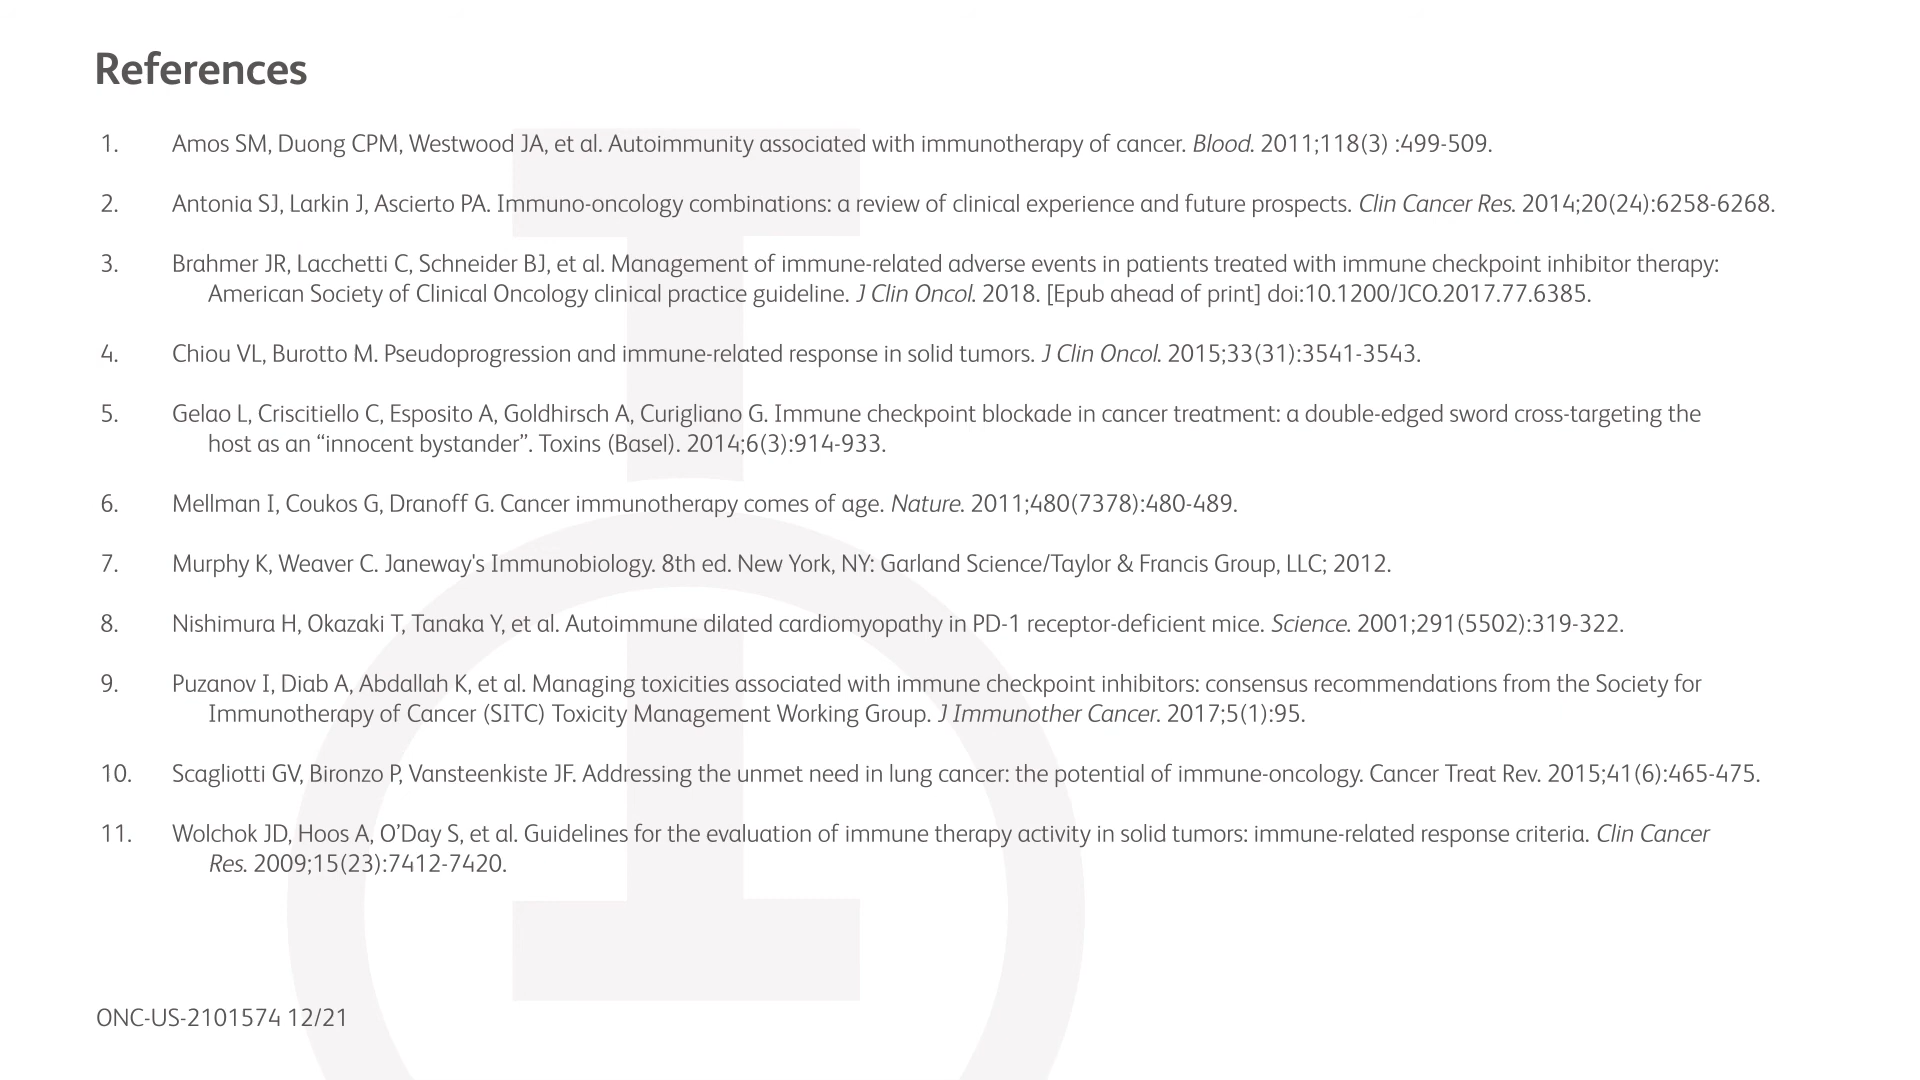 References
1. Amos SM, Duong CPM, Westwood JA, et al. Autoimmunity associated with immunotherapy of cancer. Blood. 2011;118(3) :499-509.
2. Antonia SJ, Larkin J, Ascierto PA. Immuno-oncology combinations: a review of clinical experience and future prospects. Clin Cancer Res. 2014;20(24):6258-6268.
3. Brahmer JR, Lacchetti C, Schneider BJ, et al. Management of immune-related adverse events in patients treated with immune checkpoint inhibitor therapy:
American Society of Clinical Oncology clinical practice guideline. J Clin Oncol. 2018. [Epub ahead of print] doi:10.1200/JCO.2017.77.6385.
4. Chiou VL, Burotto M. Pseudoprogression and immune-related response in solid tumors. J Clin Oncol. 2015;33(31):3541-3543.
5. Gelao L, Criscitiello C, Esposito A, Goldhirsch A, Curigliano G. Immune checkpoint blockade in cancer treatment: a double-edged sword cross-targeting the
host as an “innocent bystander”. Toxins (Basel). 2014;6(3):914-933.
6. Mellman I, Coukos G, Dranoff G. Cancer immunotherapy comes of age. Nature. 2011;480(7378):480-489.
7. Murphy K, Weaver C. Janeway's Immunobiology. 8th ed. New York, NY: Garland Science/Taylor & Francis Group, LLC; 2012.
8. Nishimura H, Okazaki T, Tanaka Y, et al. Autoimmune dilated cardiomyopathy in PD-1 receptor-deficient mice. Science. 2001;291(5502):319-322.
9. Puzanov I, Diab A, Abdallah K, et al. Managing toxicities associated with immune checkpoint inhibitors: consensus recommendations from the Society for
Immunotherapy of Cancer (SITC) Toxicity Management Working Group. J Immunother Cancer. 2017;5(1):95.
10. Scagliotti GV, Bironzo P, Vansteenkiste JF. Addressing the unmet need in lung cancer: the potential of immune-oncology. Cancer Treat Rev. 2015;41(6):465-475.
11. Wolchok JD, Hoos A, O’Day S, et al. Guidelines for the evaluation of immune therapy activity in solid tumors: immune-related response criteria. Clin Cancer
Res. 2009;15(23):7412-7420.
ONC-US-2101574 12/21